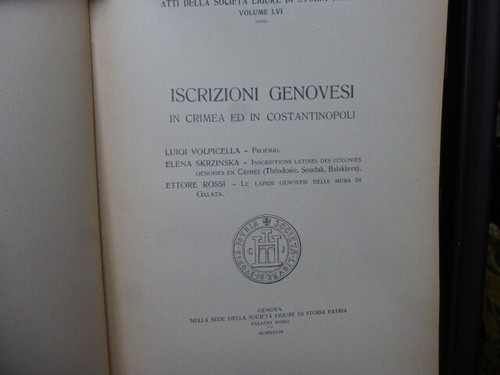 ATTI DELLA SOCIETÀ LIGURE DI STORIA
VOLUME LVI
ISCRIZIONI GENOVESI
IN CRIMEA ED IN COSTANTINOPOLI
LUIGI VOLPICELLA – PROEMIO.
ELENA SKRZINSKA – INSCRIPTIONS LATINES DES COLONIES
GÉNOISES EN CRIMÉE (Théodosie, Soudak, Balaklava).
ETTORE ROSSI – LE LAPIDI GENOVESI DELLE MURA DI
GALATA.
GENOVA
NELLA SEDE DELLA SOCIETÀ LIGURE DI STORIA PATRIA
PALAZZO ROSSO